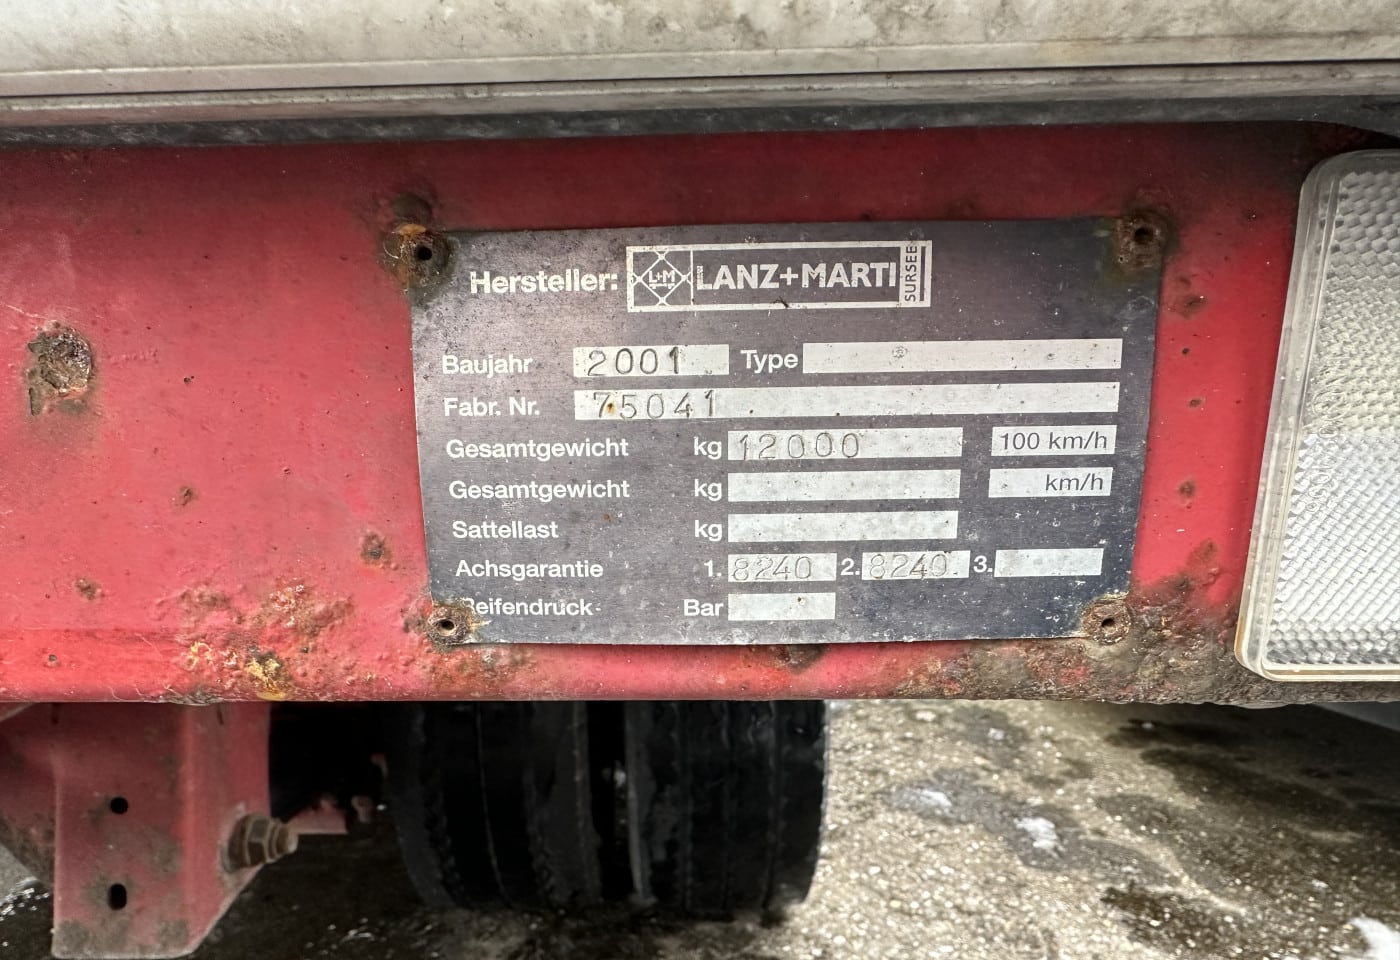 Hersteller: L+M LANZ+MARTI SURSEE
Baujahr 2001 Type
Fabr. Nr. 75041
Gesamtgewicht kg 12000 100 km/h
Gesamtgewicht kg km/h
Sattellast kg
Achsgarantie 1. 8240 2. 8240 3.
Reifendruck Bar